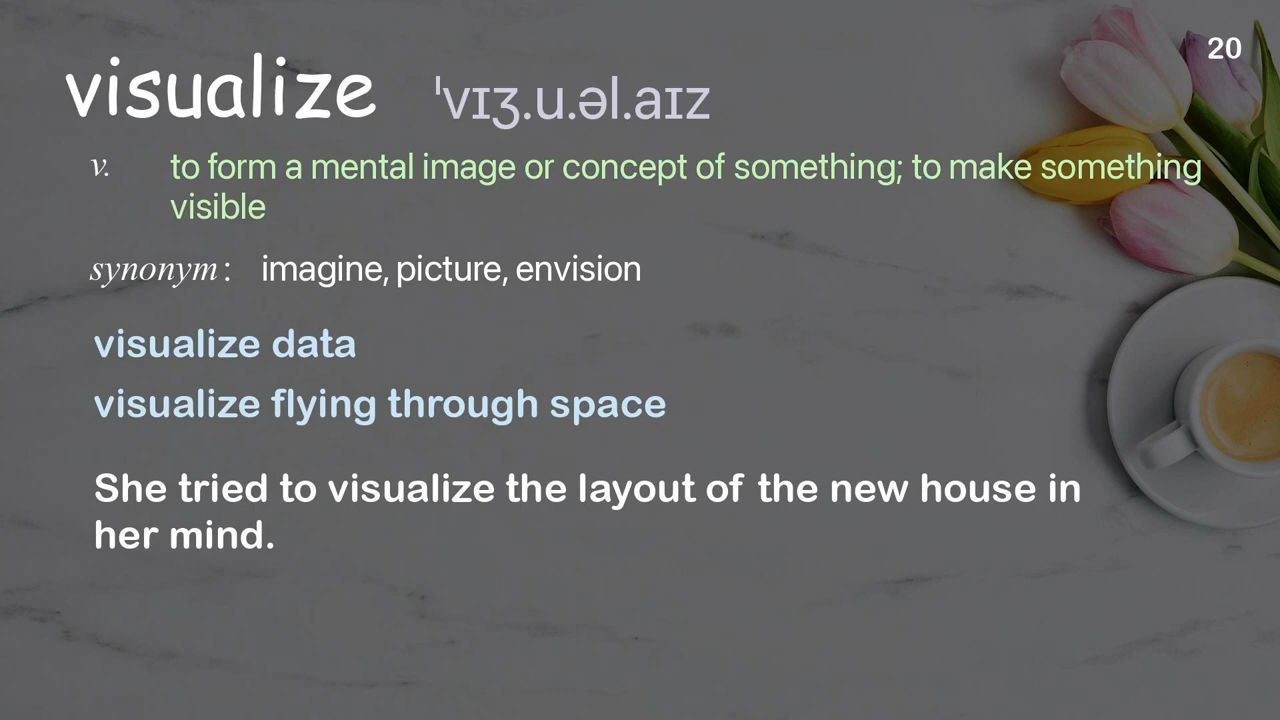 20
visualize ˈvɪʒ.u.əl.aɪz
v. to form a mental image or concept of something; to make something
visible
synonym: imagine, picture, envision
visualize data
visualize flying through space
She tried to visualize the layout of the new house in
her mind.